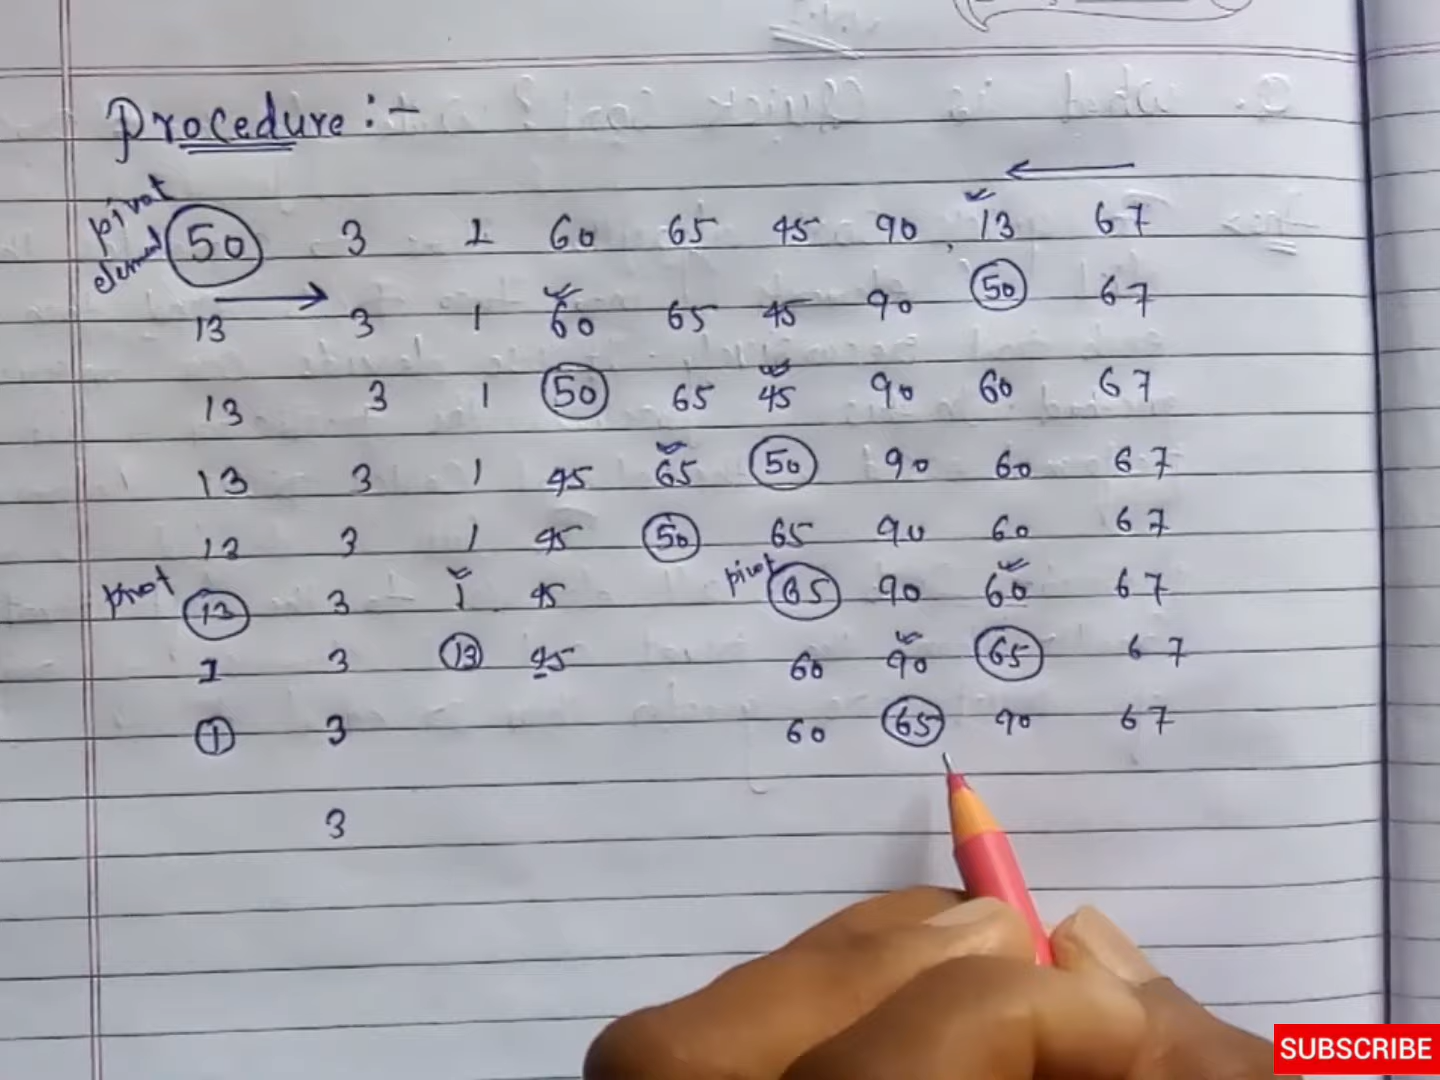 Procedure :-
pivot element 50 3 1 60 65 45 90 13 67
13 3 1 60 65 45 90 50 67
13 3 1 50 65 45 90 60 67
13 3 1 45 65 50 90 60 67
13 3 1 45 50 65 90 60 67
pivot 13 3 1 45 pivot 65 90 60 67
1 3 13 45 60 90 65 67
1 3 60 65 90 67
3
SUBSCRIBE